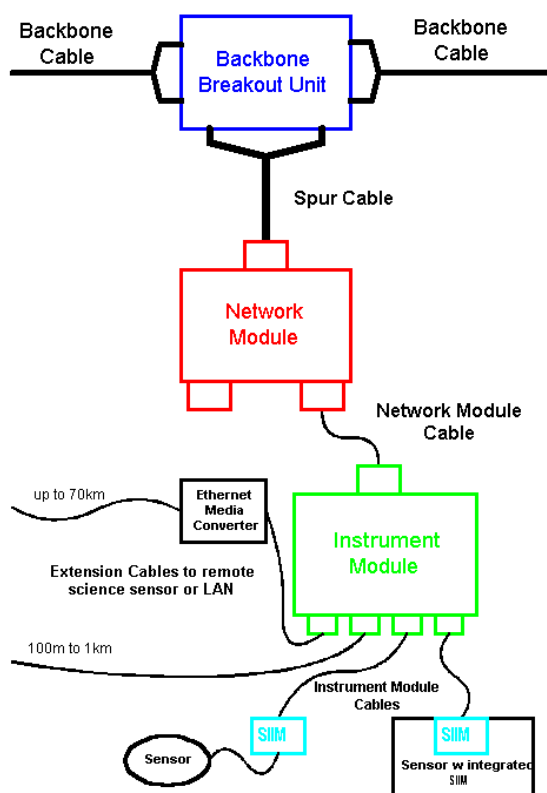 Backbone
Cable
Backbone
Breakout Unit
Backbone
Cable
Spur Cable
Network
Module
Network Module
Cable
up to 70km
Ethernet
Media
Converter
Instrument
Module
Extension Cables to remote
science sensor or LAN
100m to 1km
Instrument Module
Cables
SIIM
Sensor
SIIM
Sensor w integrated
SIIM